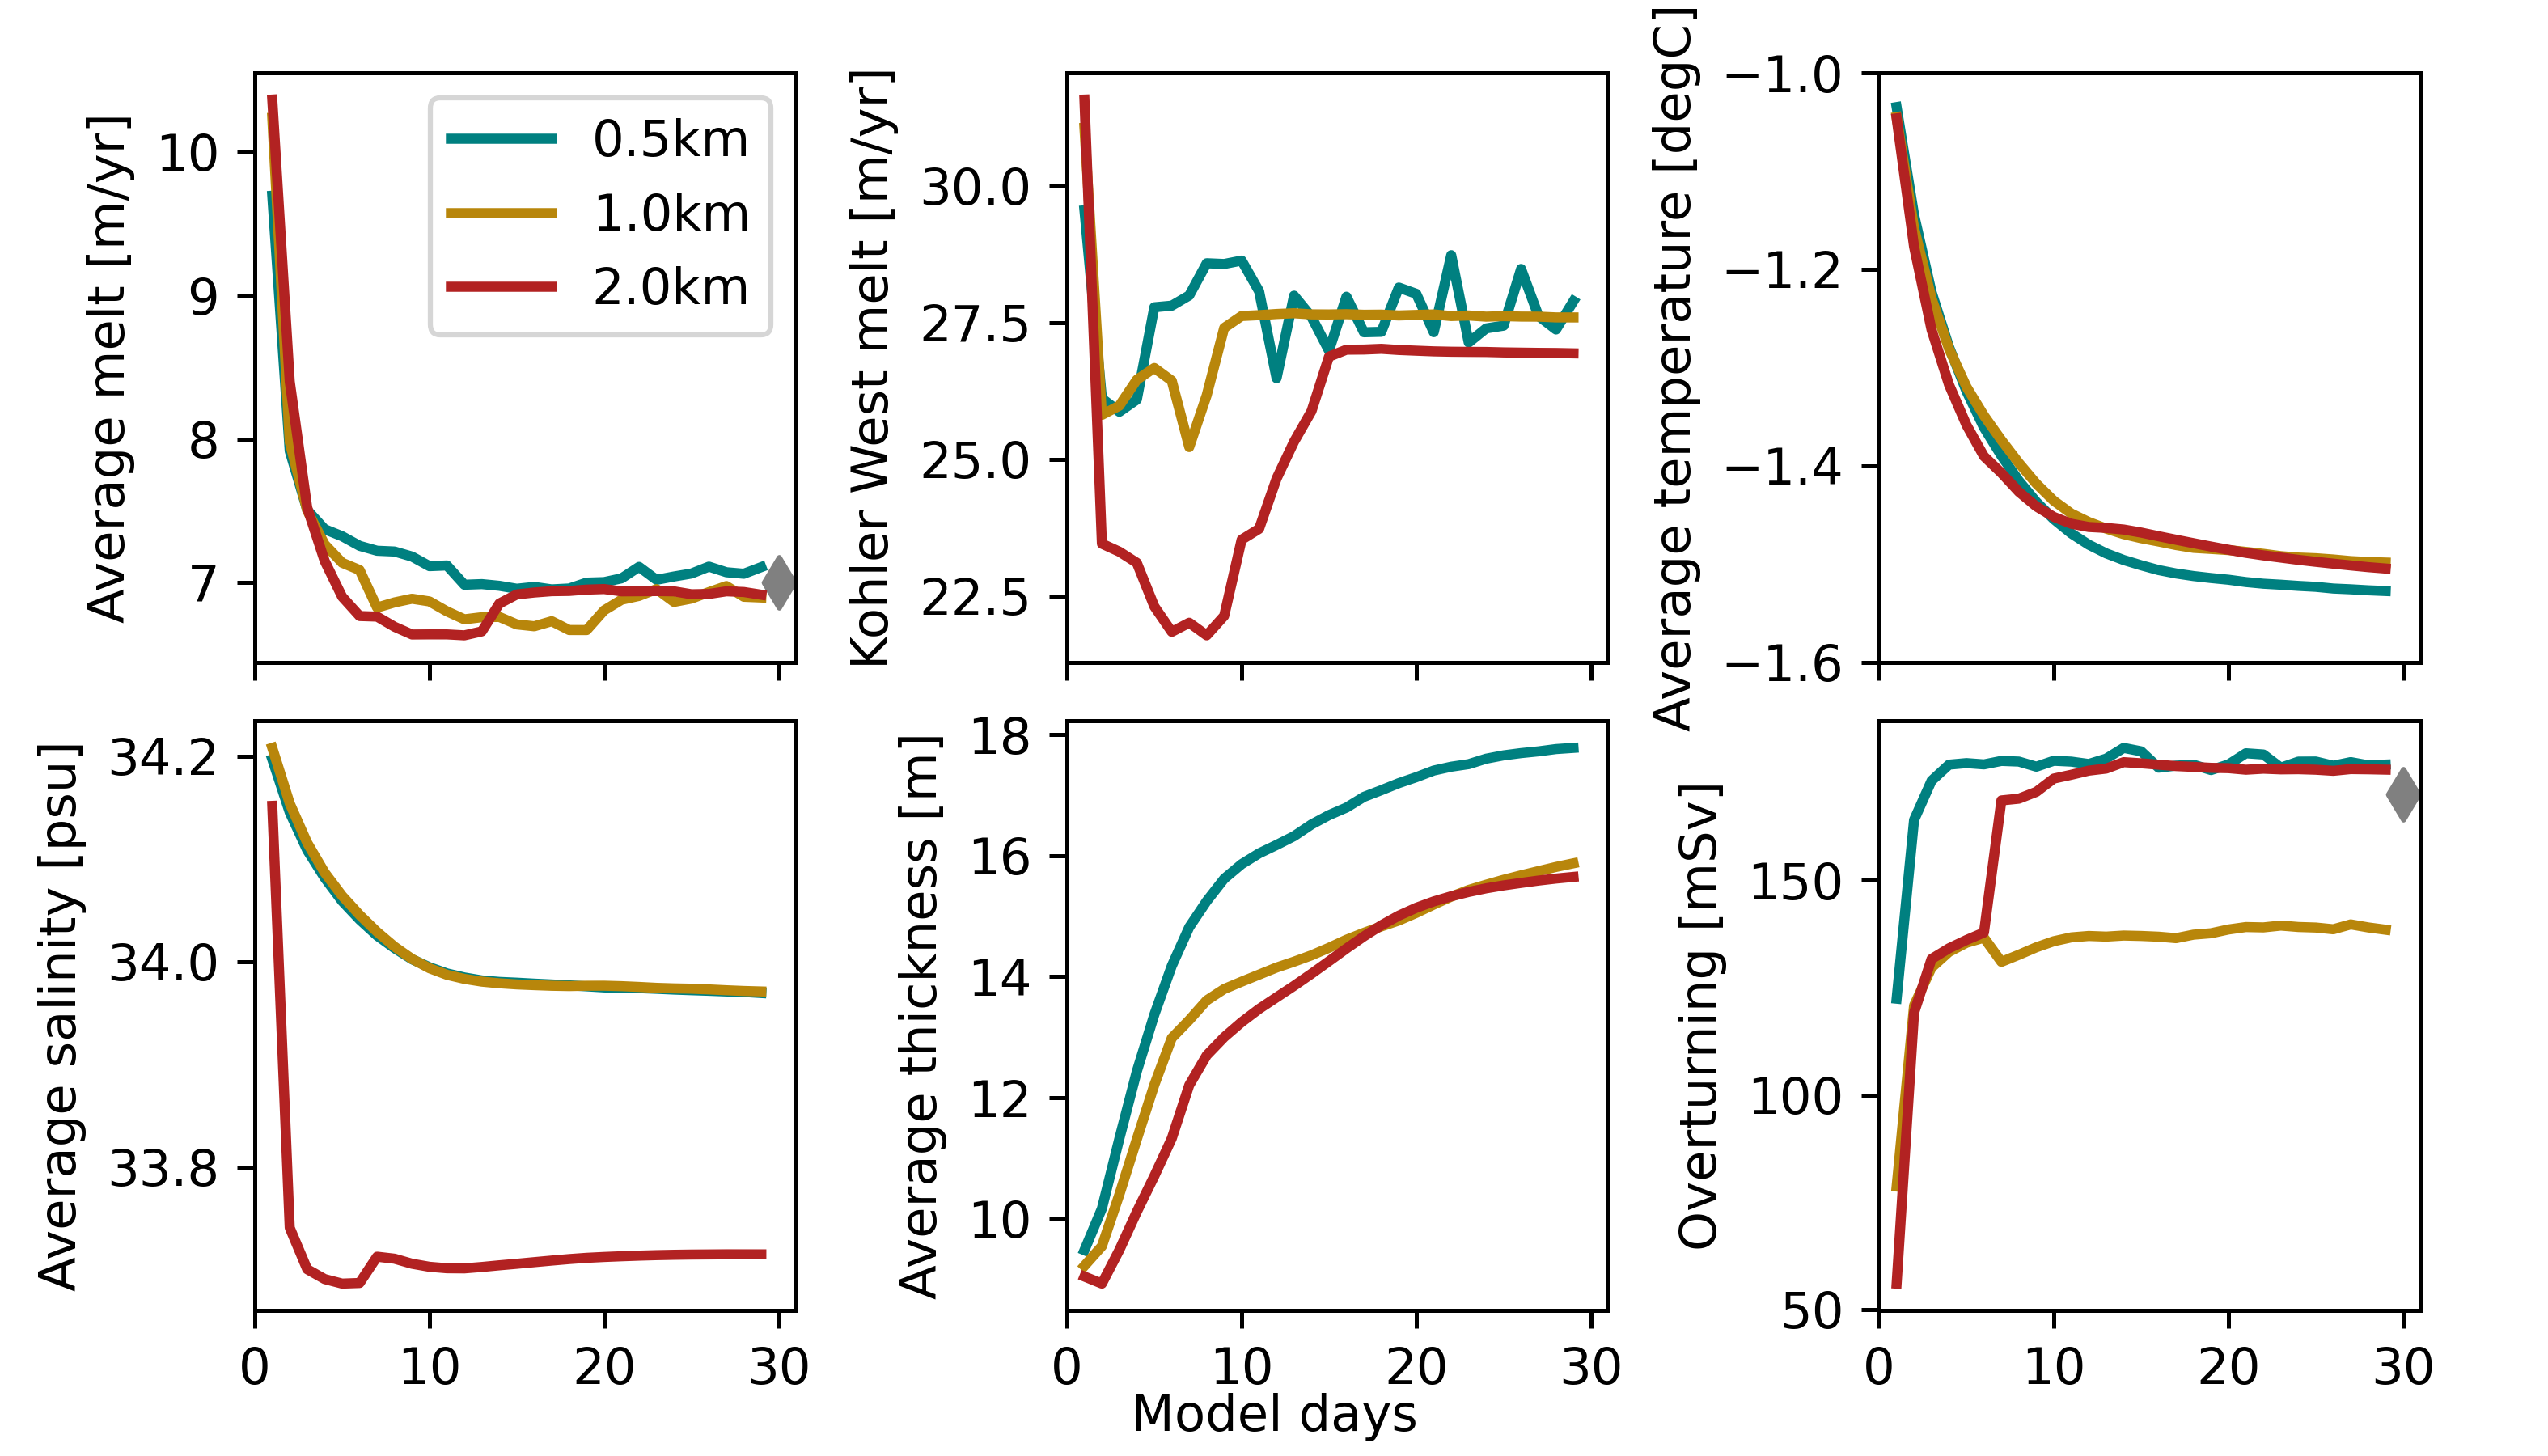 Average melt [m/yr]
10
9
8
7
0.5km
1.0km
2.0km
Kohler West melt [m/yr]
30.0
27.5
25.0
22.5
Average temperature [degC]
−1.0
−1.2
−1.4
−1.6
Average salinity [psu]
34.2
34.0
33.8
0 10 20 30
Average thickness [m]
18
16
14
12
10
0 10 20 30
Overturning [mSv]
150
100
50
0 10 20 30
Model days